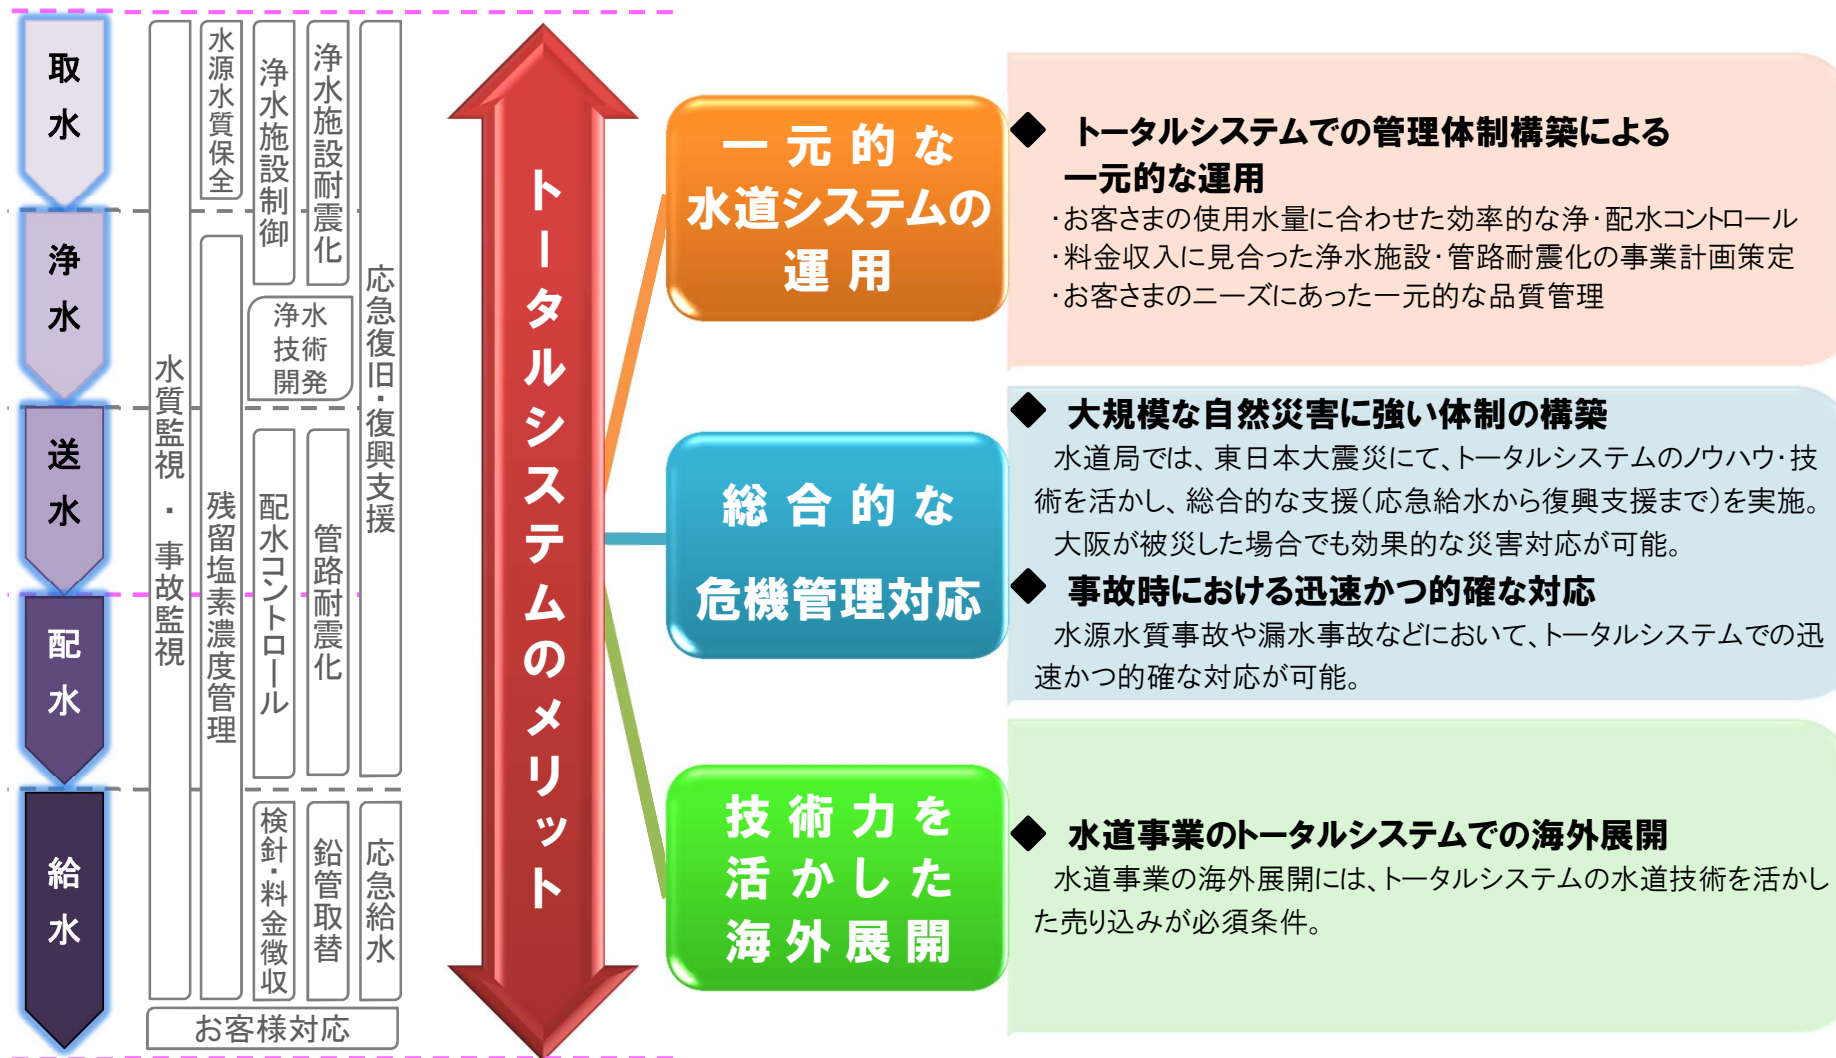 取水
浄水
送水
配水
給水
水質監視・事故監視
水源水質保全
残留塩素濃度管理
浄水施設制御
浄水施設耐震化
浄水
技術
開発
配水コントロール
管路耐震化
応急復旧・復興支援
検針・料金徴収
鉛管取替
応急給水
お客様対応
トータルシステムのメリット
一元的な
水道システムの
運用
◆ トータルシステムでの管理体制構築による
一元的な運用
・お客さまの使用水量に合わせた効率的な浄・配水コントロール
・料金収入に見合った浄水施設・管路耐震化の事業計画策定
・お客さまのニーズにあった一元的な品質管理
総合的な
危機管理対応
◆ 大規模な自然災害に強い体制の構築
水道局では、東日本大震災にて、トータルシステムのノウハウ・技
術を活かし、総合的な支援（応急給水から復興支援まで）を実施。
大阪が被災した場合でも効果的な災害対応が可能。
◆ 事故時における迅速かつ的確な対応
水源水質事故や漏水事故などにおいて、トータルシステムでの迅
速かつ的確な対応が可能。
技術力を
活かした
海外展開
◆ 水道事業のトータルシステムでの海外展開
水道事業の海外展開には、トータルシステムの水道技術を活かし
た売り込みが必須条件。